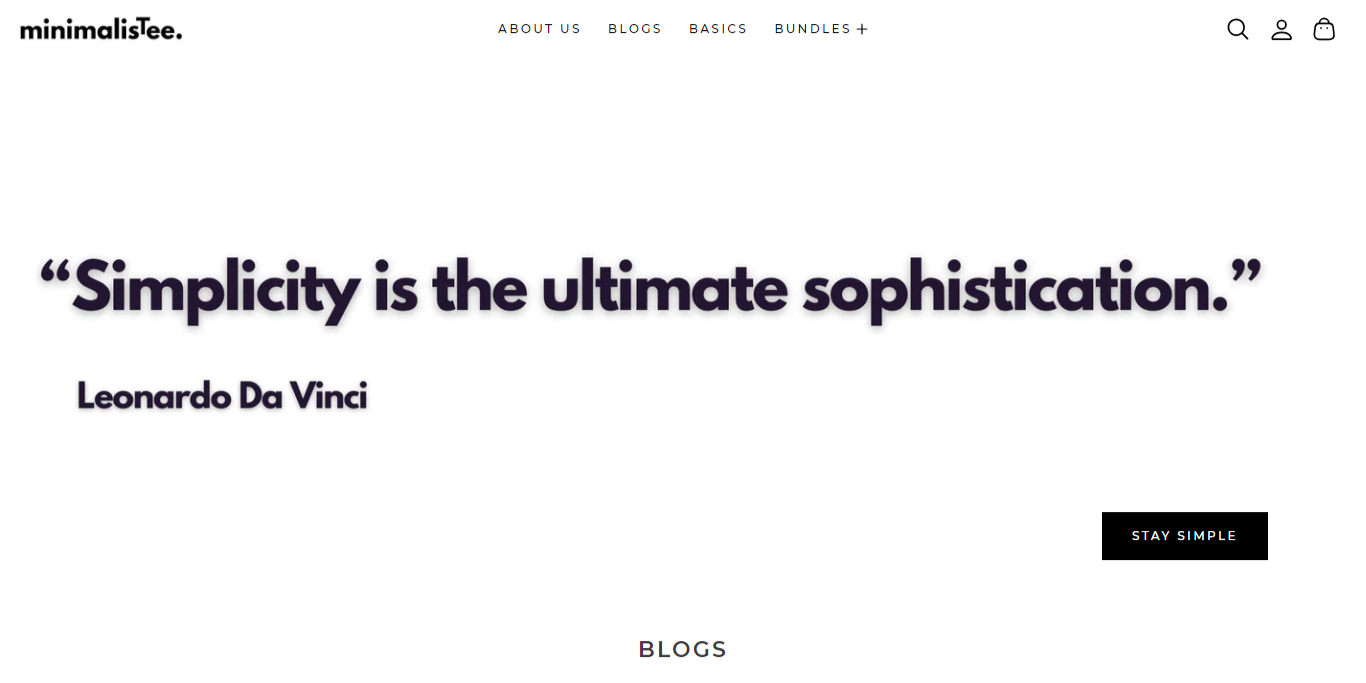 minimalisTee.
ABOUT US BLOGS BASICS BUNDLES +
“Simplicity is the ultimate sophistication.”
Leonardo Da Vinci
STAY SIMPLE
BLOGS